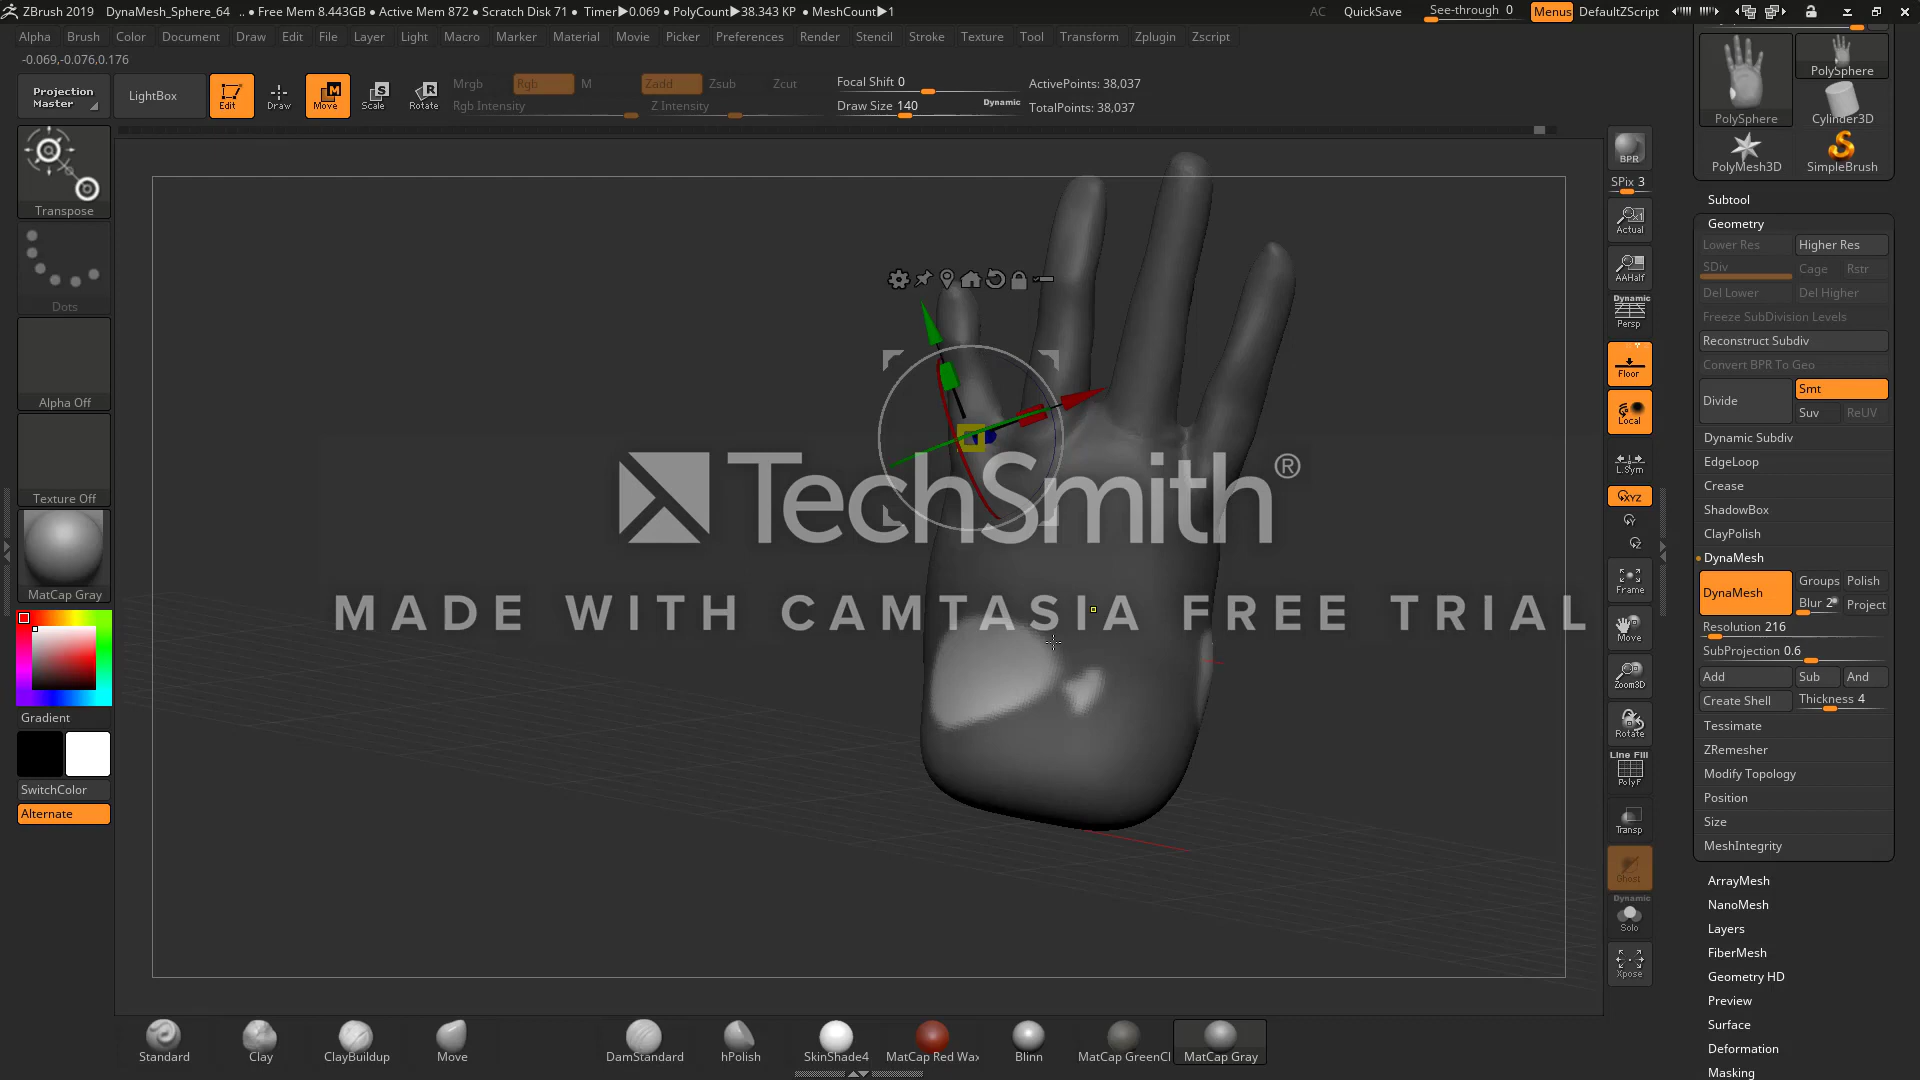 ZBrush 2019 DynaMesh_Sphere_64 .. • Free Mem 8.443GB • Active Mem 872 • Scratch Disk 71 • Timer▶0.069 • PolyCount▶38.343 KP • MeshCount▶1 AC QuickSave See-through 0 Menus DefaultZScript
Alpha Brush Color Document Draw Edit File Layer Light Macro Marker Material Movie Picker Preferences Render Stencil Stroke Texture Tool Transform Zplugin Zscript
-0.069,-0.076,0.176
Projection Master
LightBox
Edit
Draw
Move
Scale
Rotate
Mrgb Rgb M Zadd Zsub Zcut
Rgb Intensity Z Intensity
Focal Shift 0
Draw Size 140 Dynamic
ActivePoints: 38,037
TotalPoints: 38,037
Transpose
Dots
Alpha Off
Texture Off
MatCap Gray
Gradient
SwitchColor
Alternate
TechSmith®
MADE WITH CAMTASIA FREE TRIAL
BPR
SPix 3
Actual
AAHalf
Dynamic
Persp
Floor
Local
L.Sym
XYZ
Y
Z
Frame
Move
Zoom3D
Rotate
Line Fill
PolyF
Transp
Ghost
Dynamic
Solo
Xpose
PolySphere
PolySphere
Cylinder3D
PolyMesh3D
SimpleBrush
Subtool
Geometry
Lower Res Higher Res
SDiv Cage Rstr
Del Lower Del Higher
Freeze SubDivision Levels
Reconstruct Subdiv
Convert BPR To Geo
Divide Smt
Suv ReUV
Dynamic Subdiv
EdgeLoop
Crease
ShadowBox
ClayPolish
DynaMesh
DynaMesh Groups Polish
Blur 2 Project
Resolution 216
SubProjection 0.6
Add Sub And
Create Shell Thickness 4
Tessimate
ZRemesher
Modify Topology
Position
Size
MeshIntegrity
ArrayMesh
NanoMesh
Layers
FiberMesh
Geometry HD
Preview
Surface
Deformation
Masking
Standard Clay ClayBuildup Move DamStandard hPolish SkinShade4 MatCap Red Wax Blinn MatCap GreenCl MatCap Gray